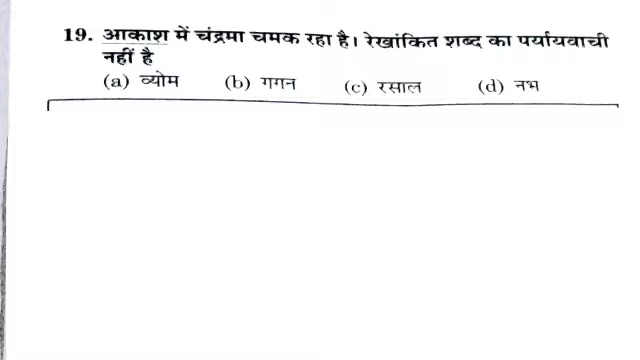 19. आकाश में चंद्रमा चमक रहा है। रेखांकित शब्द का पर्यायवाची
नहीं है
(a) व्योम (b) गगन (c) रसाल (d) नभ